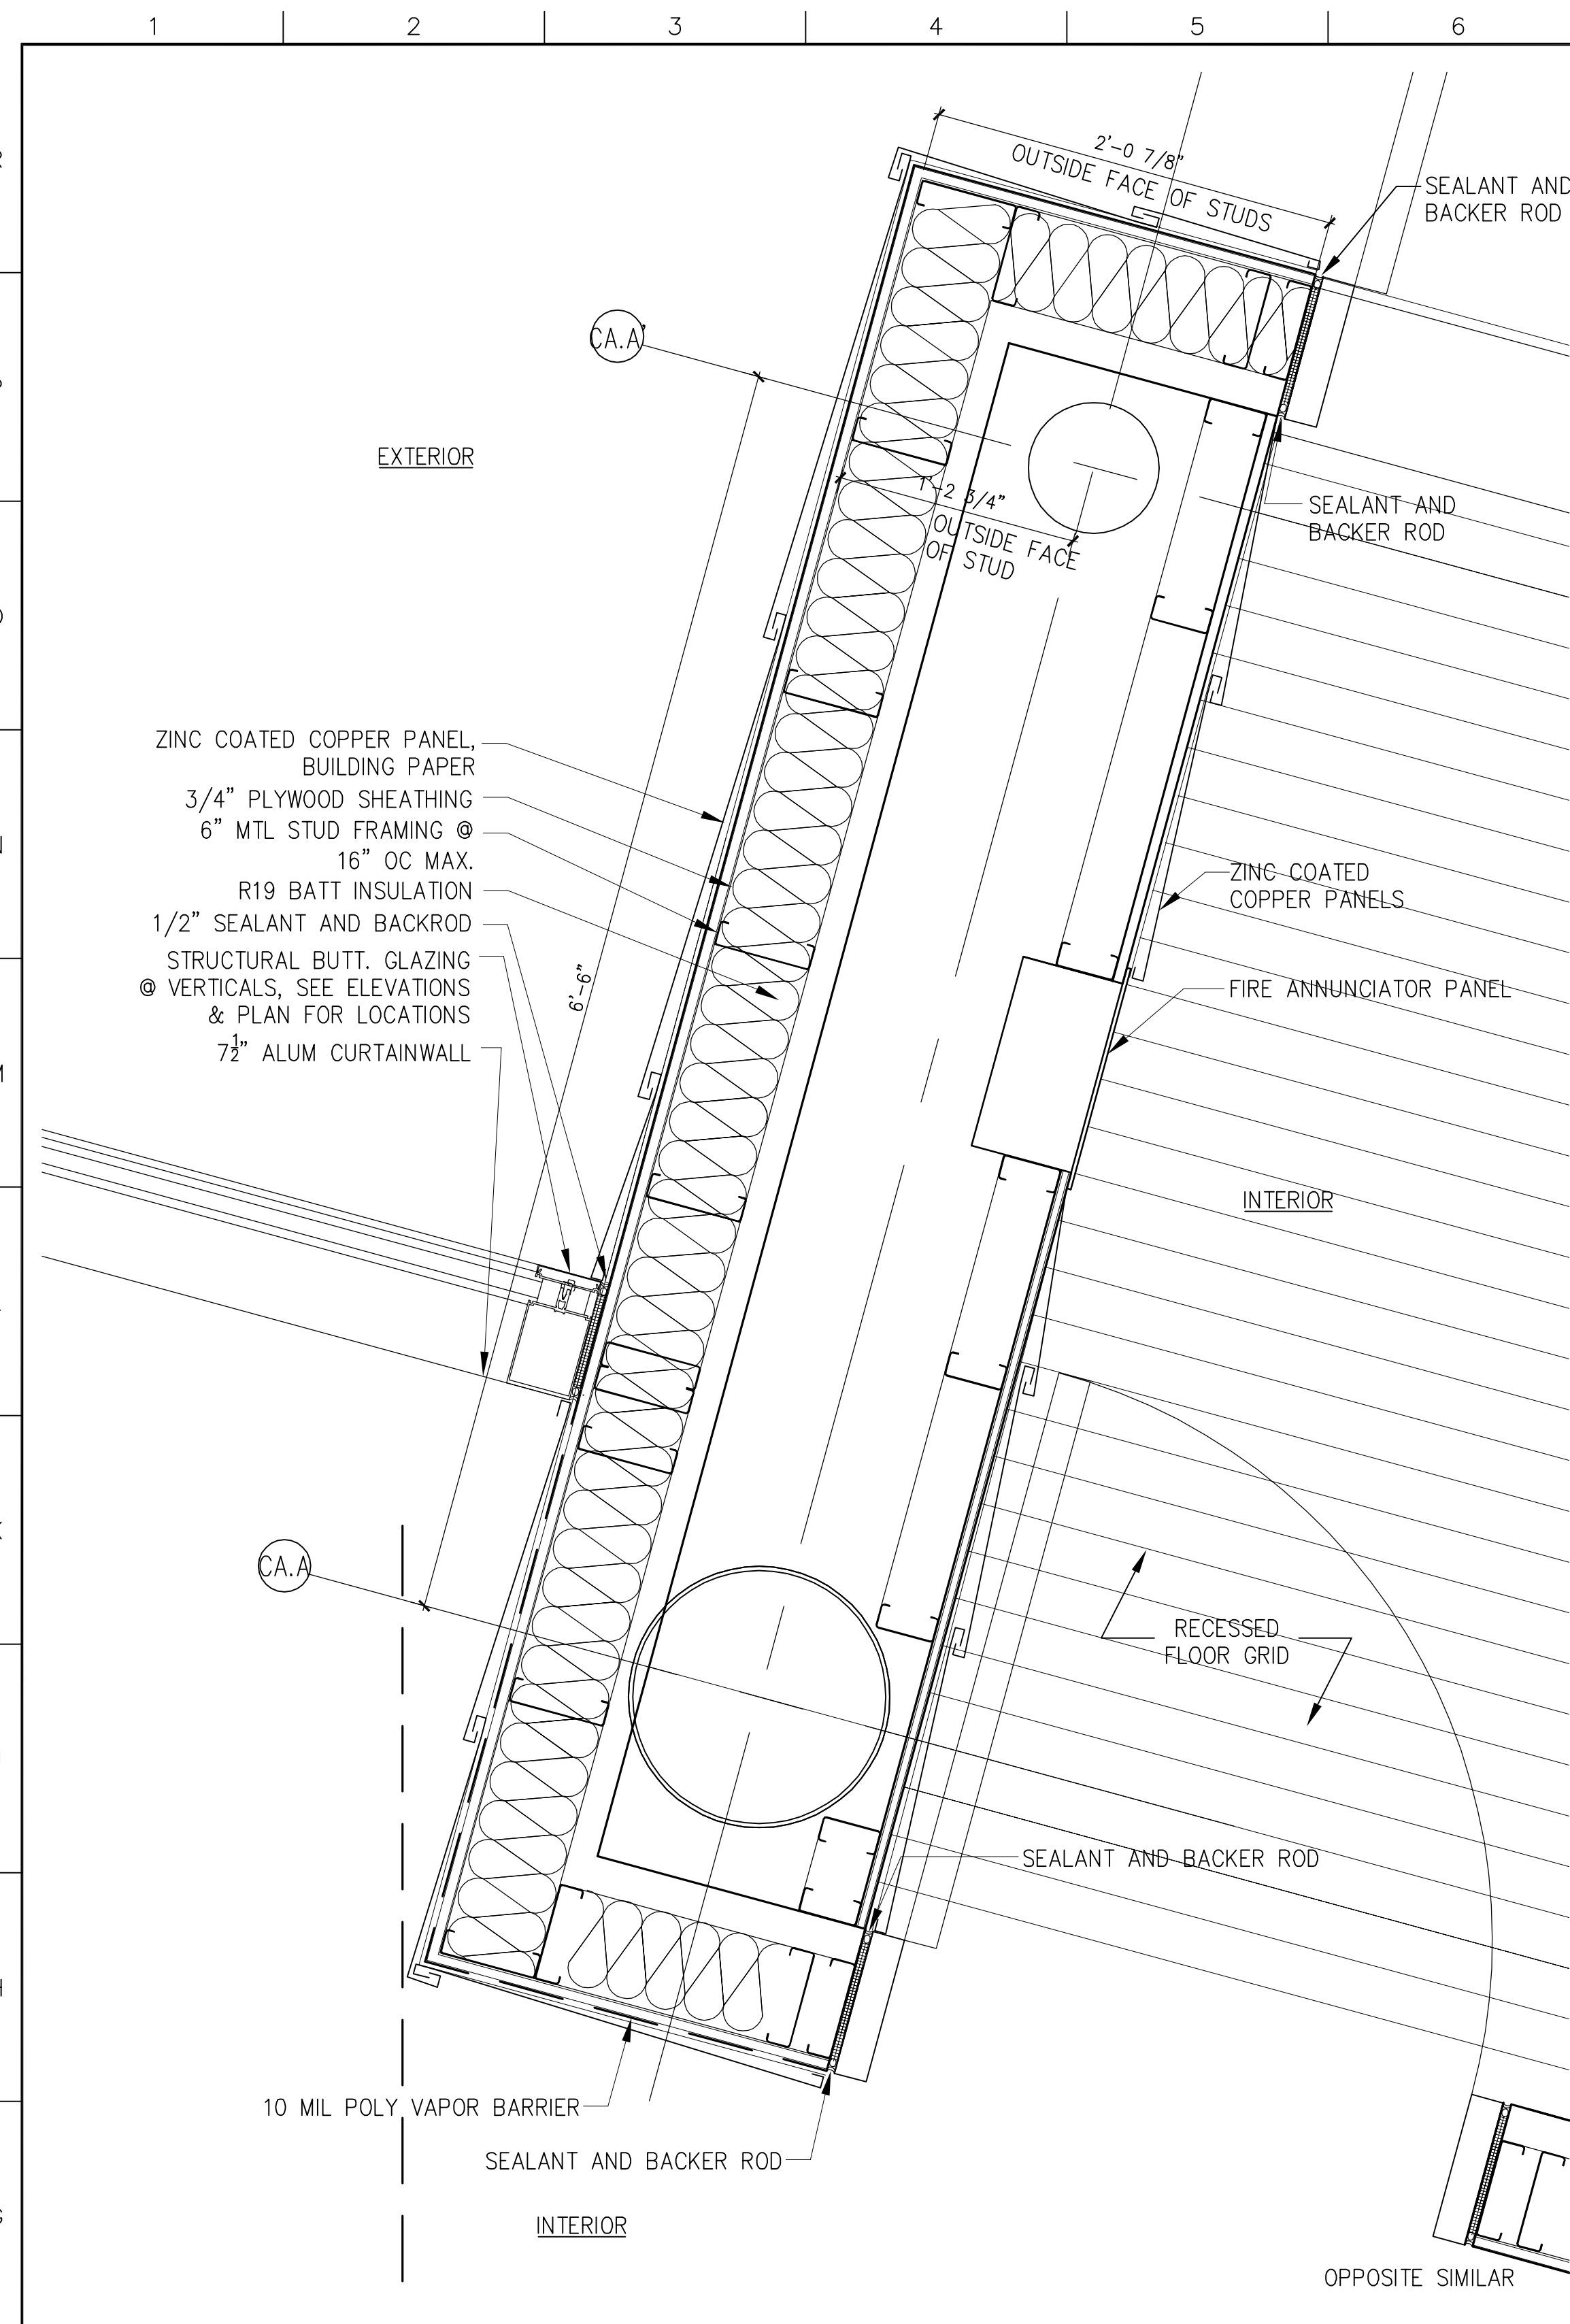 1 2 3 4 5 6
2'-0 7/8"
OUTSIDE FACE OF STUDS
SEALANT AND
BACKER ROD
CA.A'
EXTERIOR
1'-2 3/4"
OUTSIDE FACE
OF STUD
SEALANT AND
BACKER ROD
ZINC COATED COPPER PANEL,
BUILDING PAPER
3/4" PLYWOOD SHEATHING
6" MTL STUD FRAMING @
16" OC MAX.
R19 BATT INSULATION
1/2" SEALANT AND BACKROD
STRUCTURAL BUTT. GLAZING
@ VERTICALS, SEE ELEVATIONS
& PLAN FOR LOCATIONS
7½" ALUM CURTAINWALL
6'-6"
ZINC COATED
COPPER PANELS
FIRE ANNUNCIATOR PANEL
INTERIOR
CA.A
RECESSED
FLOOR GRID
SEALANT AND BACKER ROD
10 MIL POLY VAPOR BARRIER
SEALANT AND BACKER ROD
INTERIOR
OPPOSITE SIMILAR